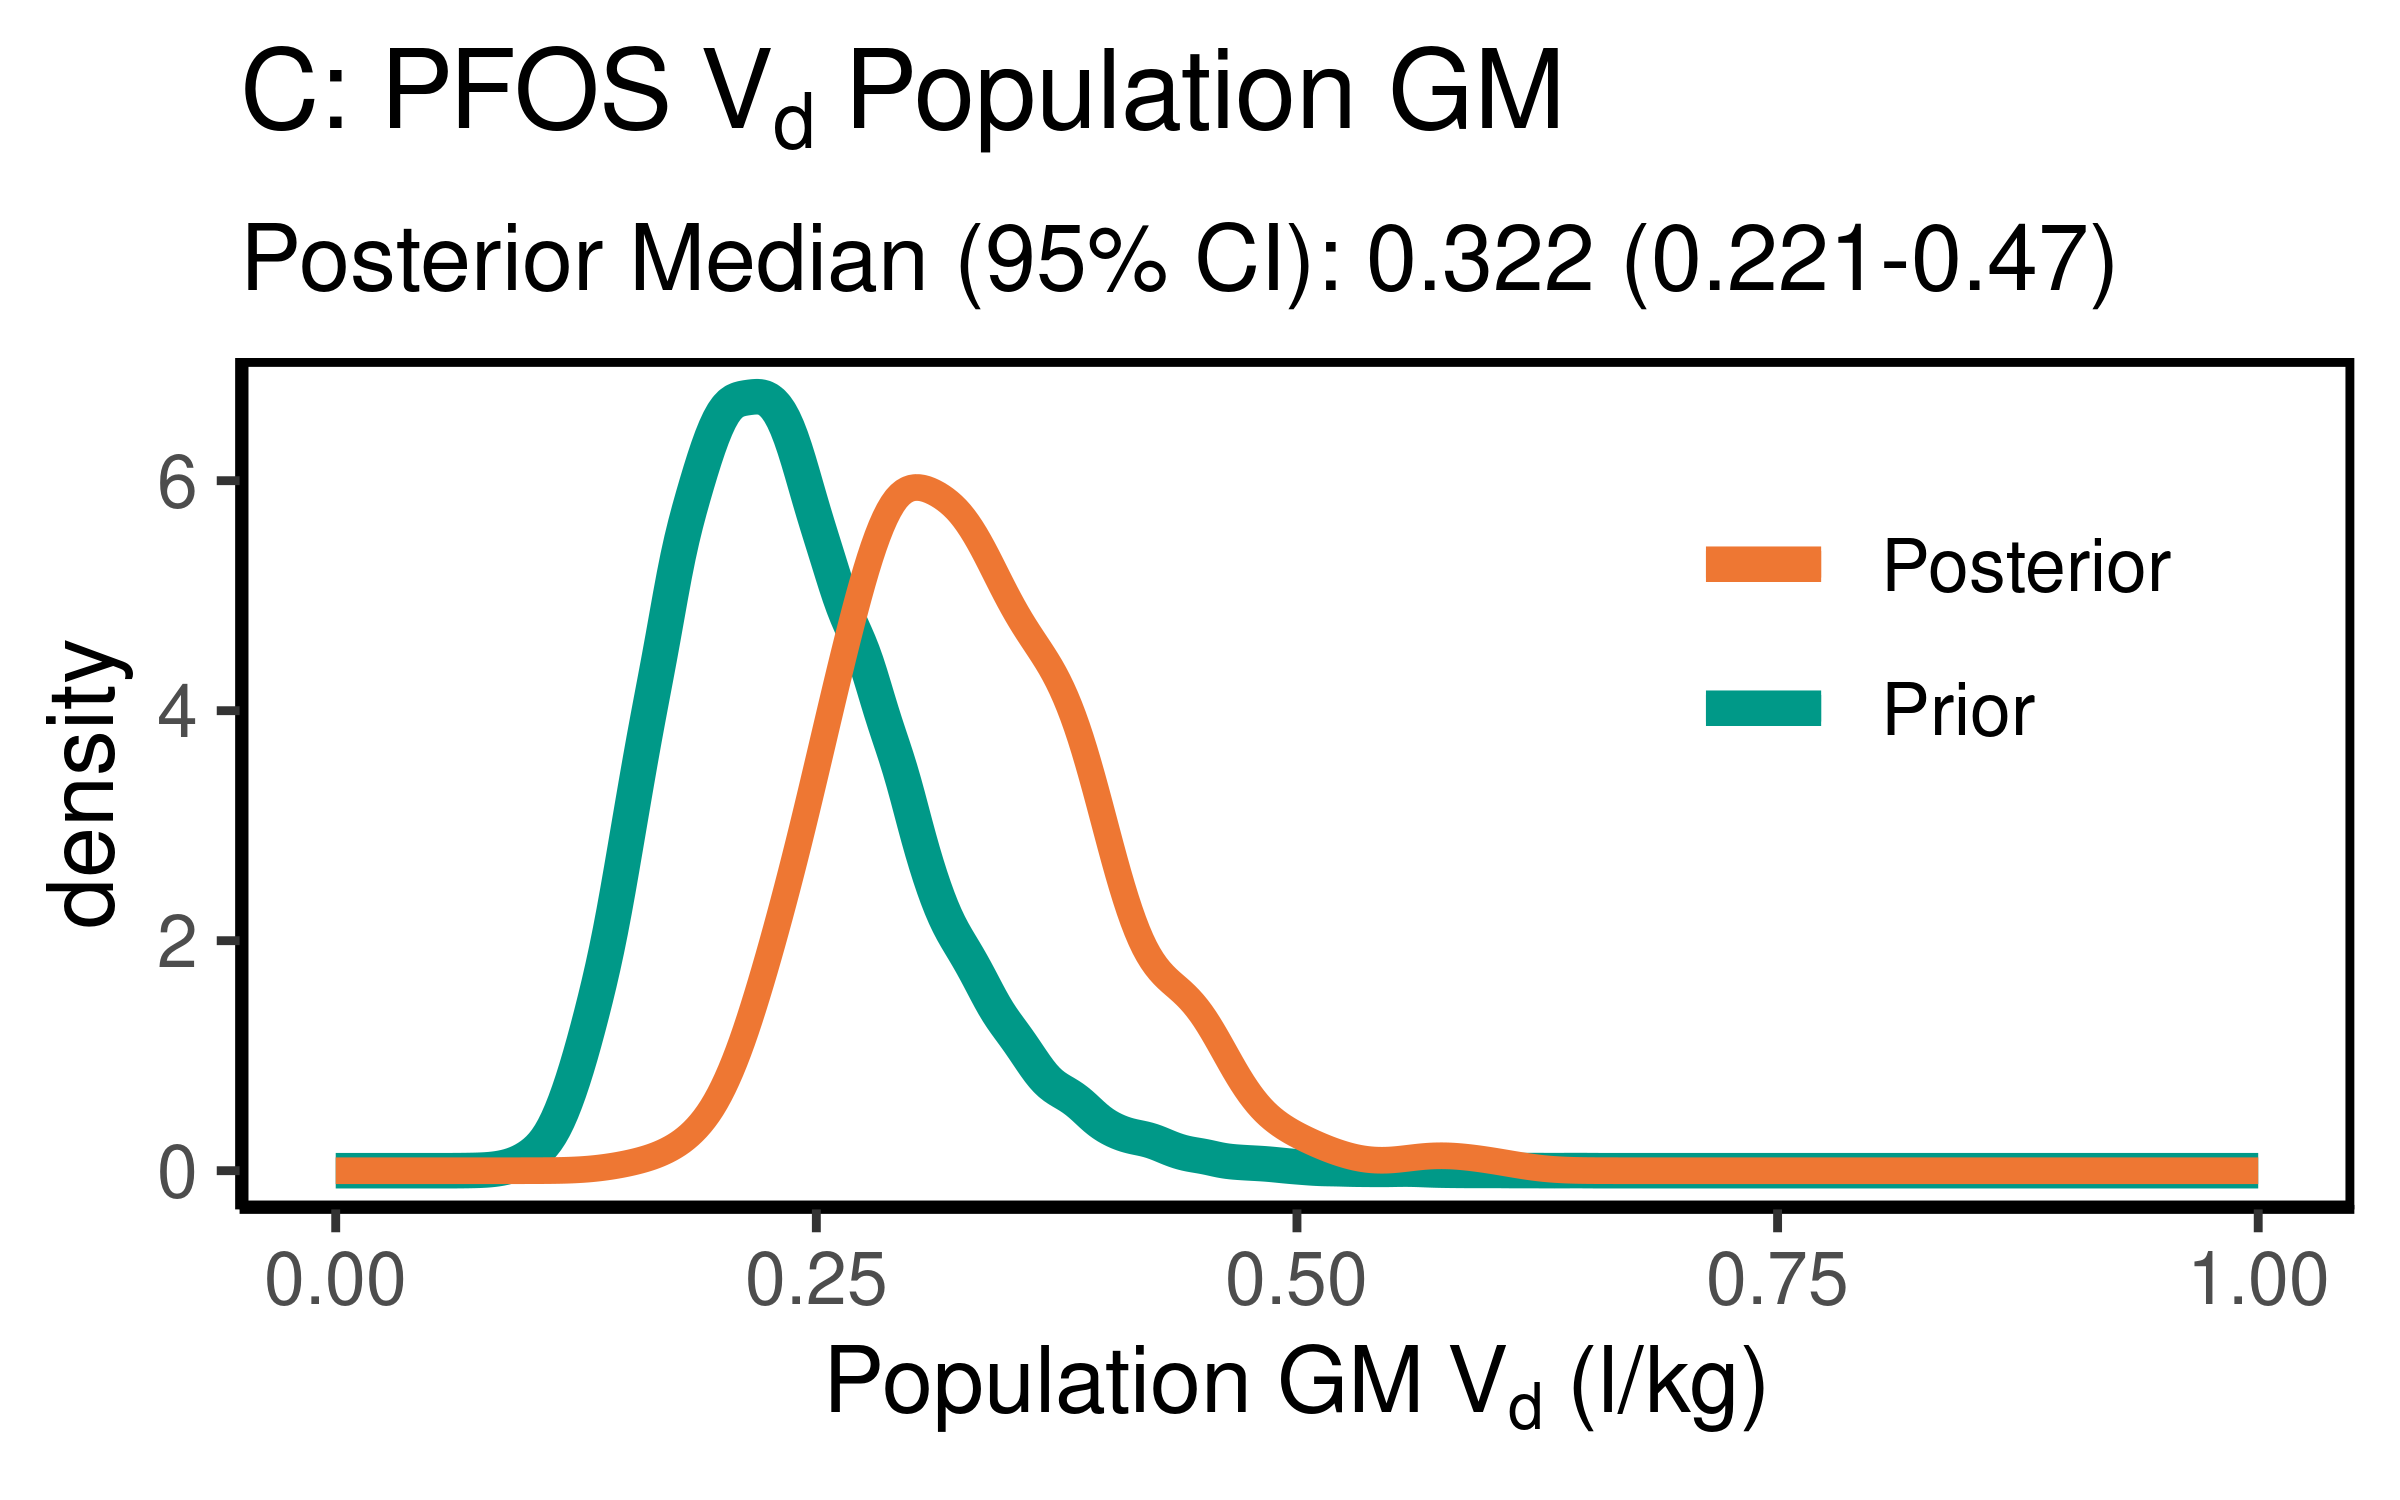 C: PFOS Vd Population GM
Posterior Median (95% CI): 0.322 (0.221-0.47)
density
6
4
2
0
Posterior
Prior
0.00 0.25 0.50 0.75 1.00
Population GM Vd (l/kg)